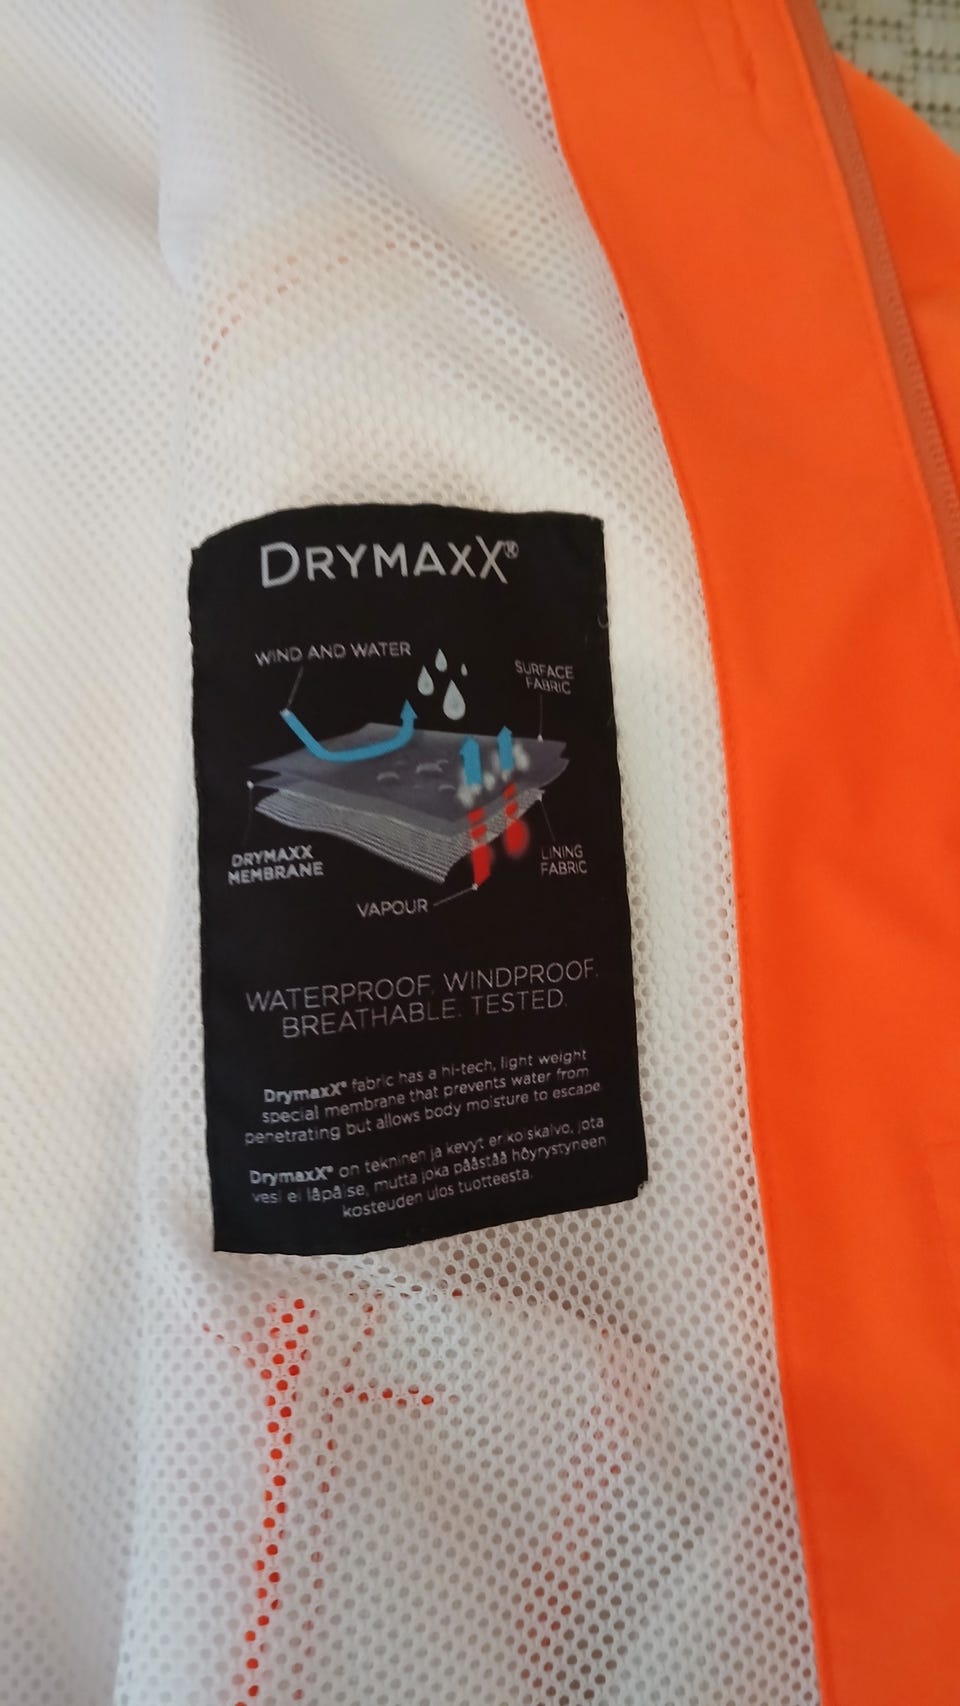 DRYMAXX®
WIND AND WATER
SURFACE
FABRIC
DRYMAXX
MEMBRANE
LINING
FABRIC
VAPOUR
WATERPROOF. WINDPROOF.
BREATHABLE. TESTED.
DrymaxX® fabric has a hi-tech, light weight
special membrane that prevents water from
penetrating but allows body moisture to escape.
DrymaxX® on tekninen ja kevyt erikoiskalvo, jota
vesi ei läpäise, mutta joka päästää höyrystyneen
kosteuden ulos tuotteesta.